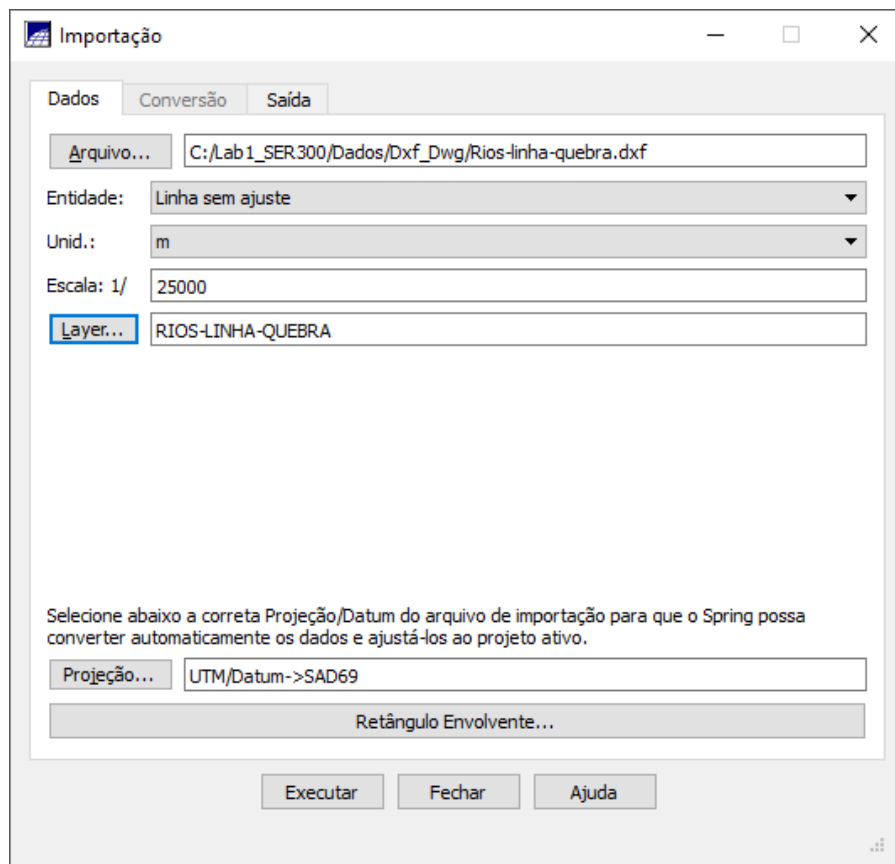 Importação
Dados Conversão Saída
Arquivo... C:/Lab1_SER300/Dados/Dxf_Dwg/Rios-linha-quebra.dxf
Entidade: Linha sem ajuste
Unid.: m
Escala: 1/ 25000
Layer... RIOS-LINHA-QUEBRA
Selecione abaixo a correta Projeção/Datum do arquivo de importação para que o Spring possa
converter automaticamente os dados e ajustá-los ao projeto ativo.
Projeção... UTM/Datum->SAD69
Retângulo Envolvente...
Executar Fechar Ajuda